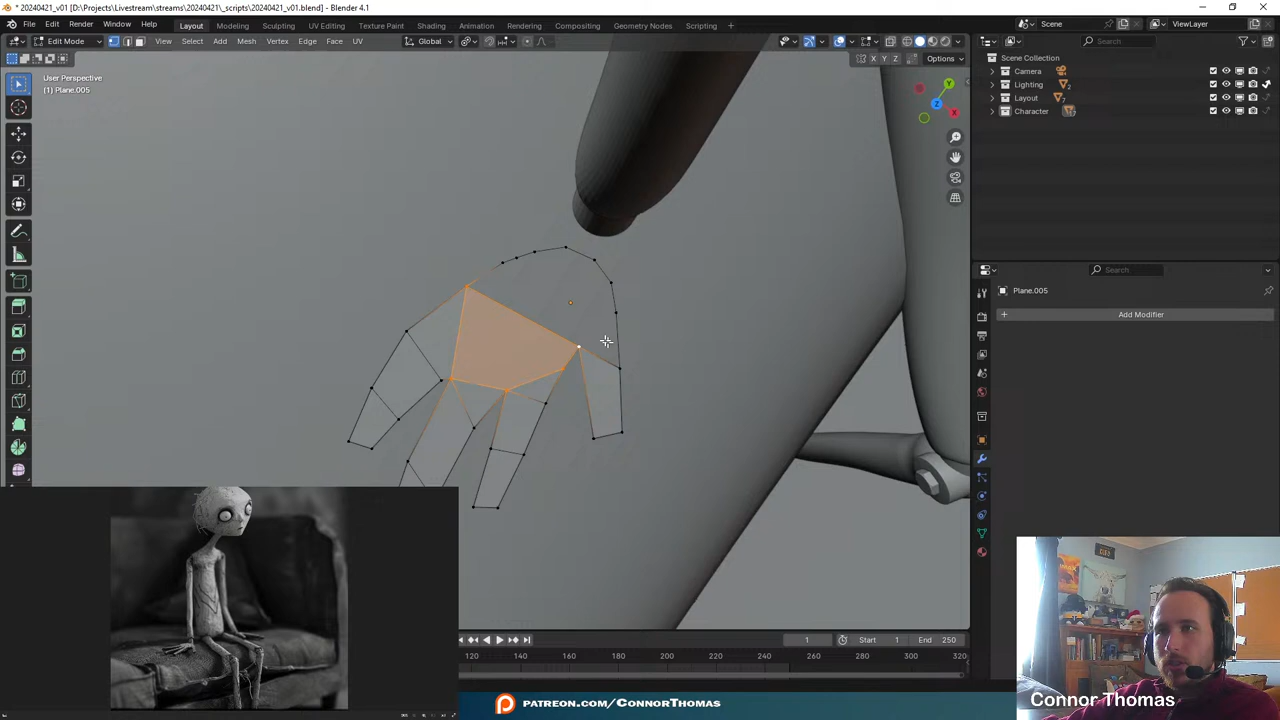 * 20240421_v01 [D:\Projects\Livestream\streams\20240421\_scripts\20240421_v01.blend] - Blender 4.1
File Edit Render Window Help Layout Modeling Sculpting UV Editing Texture Paint Shading Animation Rendering Compositing Geometry Nodes Scripting + Scene ViewLayer
Edit Mode View Select Add Mesh Vertex Edge Face UV Global Search
X Y Z Options
User Perspective
(1) Plane.005
Y
Z
X
Scene Collection
Camera
Lighting
Layout
Character
Search
Plane.005
+ Add Modifier
1 Start 1 End 250
120 140 160 180 200 220 240 260 280 300 320
PATREON.COM/CONNORTHOMAS
Connor Thomas